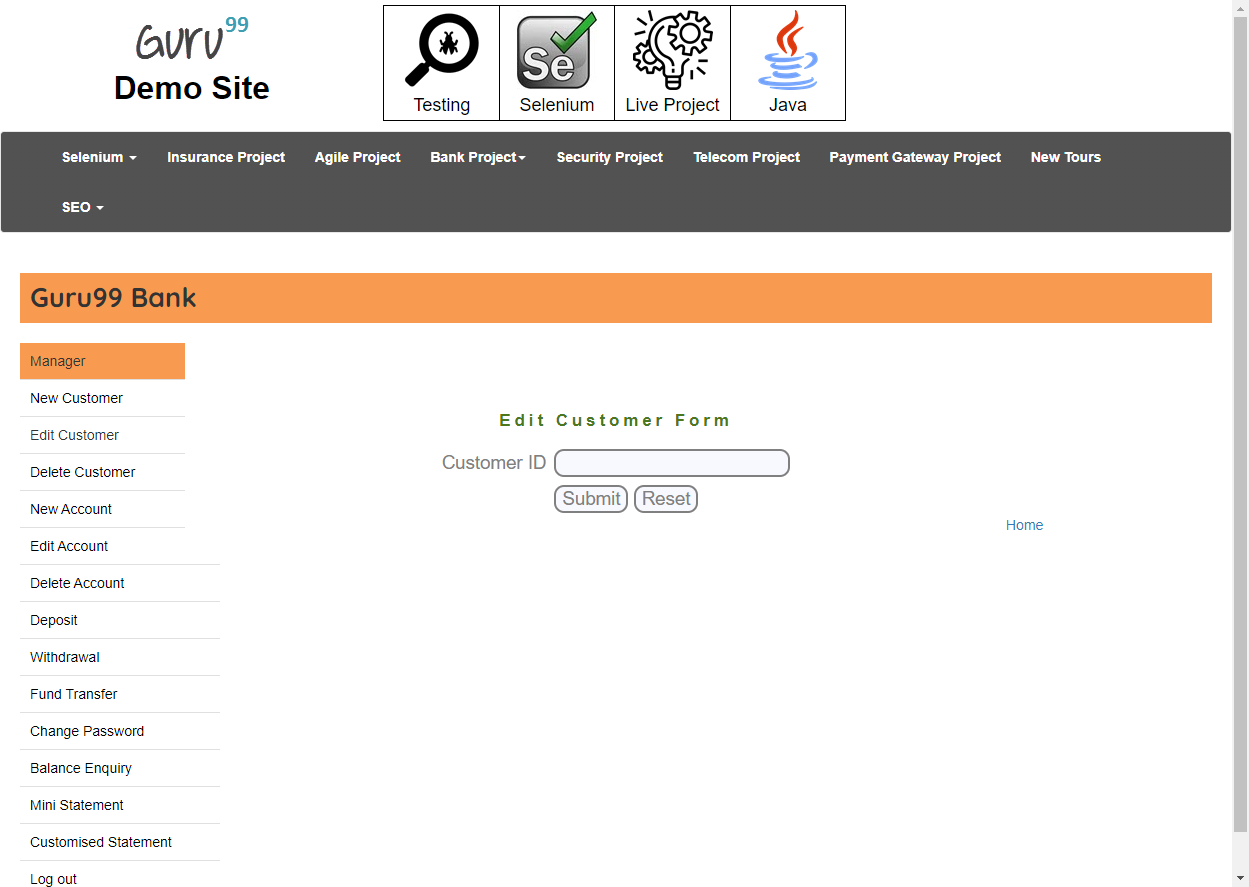 Guru99
Demo Site
Testing
Se
Selenium
Live Project
Java
Selenium
Insurance Project
Agile Project
Bank Project
Security Project
Telecom Project
Payment Gateway Project
New Tours
SEO
Guru99 Bank
Manager
New Customer
Edit Customer
Delete Customer
New Account
Edit Account
Delete Account
Deposit
Withdrawal
Fund Transfer
Change Password
Balance Enquiry
Mini Statement
Customised Statement
Log out
Edit Customer Form
Customer ID
Submit Reset
Home